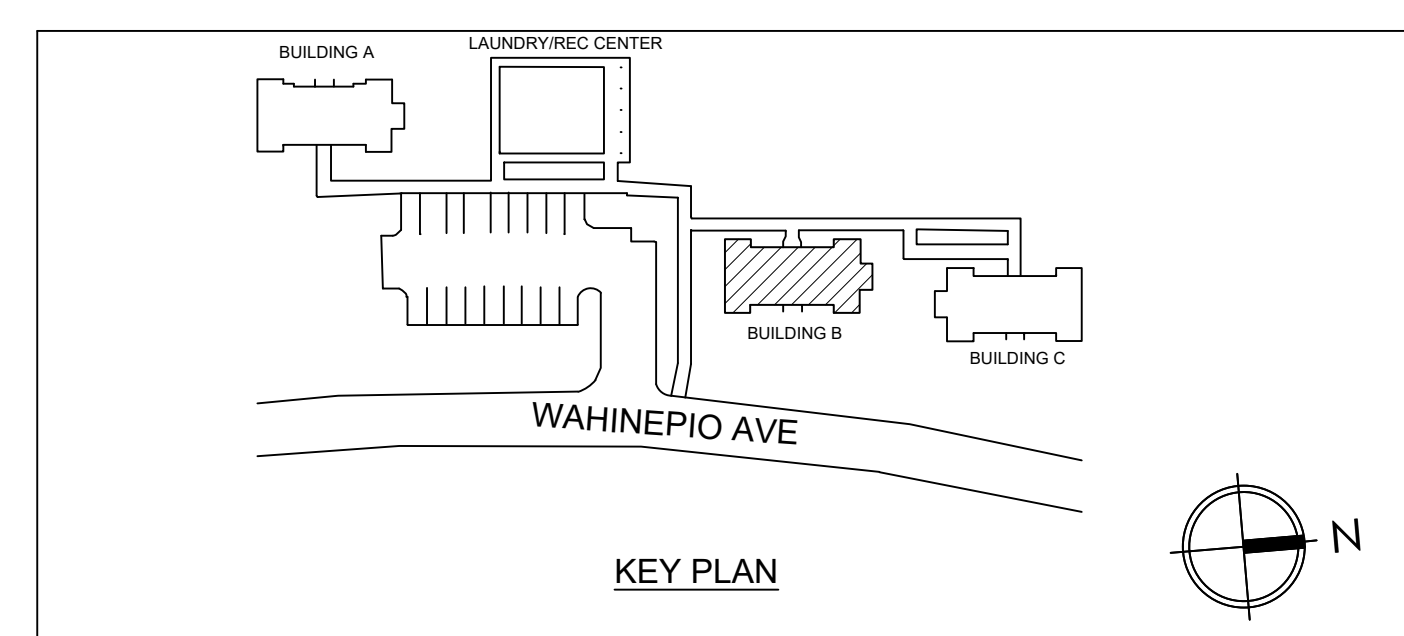 LAUNDRY/REC CENTER
BUILDING A
BUILDING B
BUILDING C
WAHINEPIO AVE
N
KEY PLAN